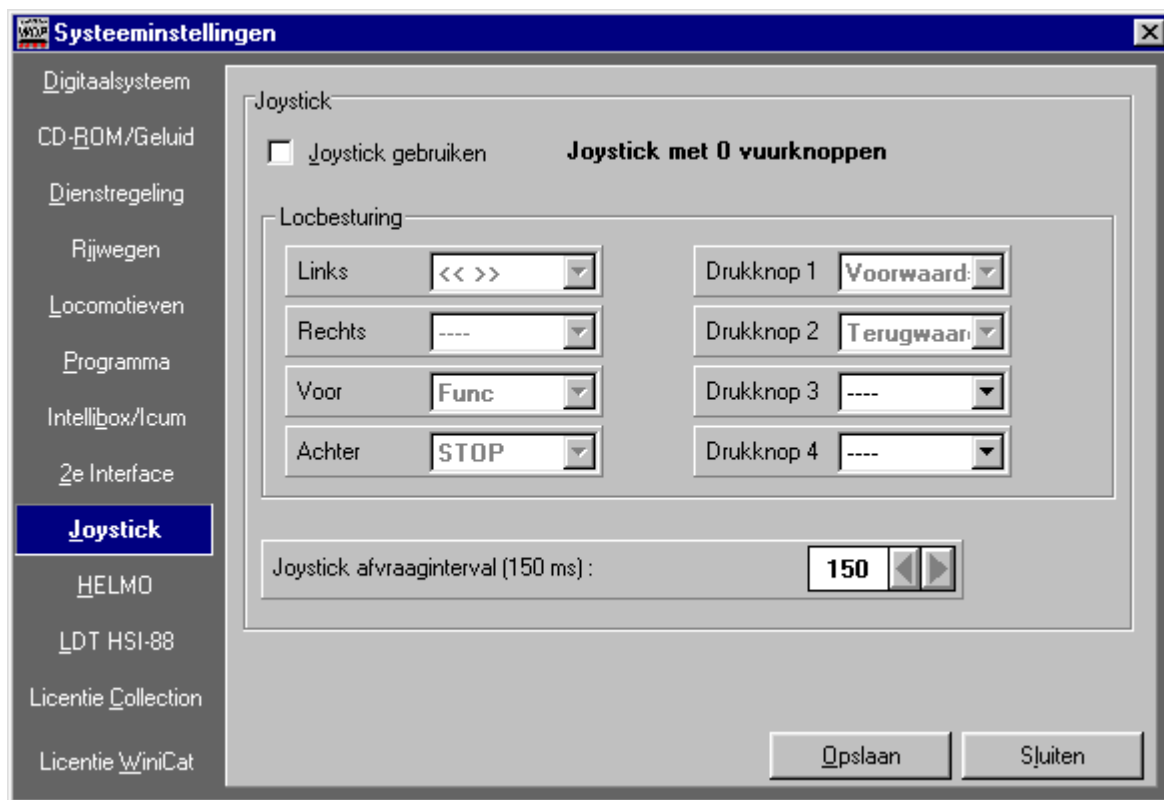 Systeeminstellingen
Digitaalsysteem
CD-ROM/Geluid
Dienstregeling
Rijwegen
Locomotieven
Programma
Intellibox/Icum
2e Interface
Joystick
HELMO
LDT HSI-88
Licentie Collection
Licentie WiniCat
Joystick
Joystick gebruiken Joystick met 0 vuurknoppen
Locbesturing
Links << >> Drukknop 1 Voorwaards
Rechts ---- Drukknop 2 Terugwaar
Voor Func Drukknop 3 ----
Achter STOP Drukknop 4 ----
Joystick afvraaginterval (150 ms) : 150
Opslaan Sluiten